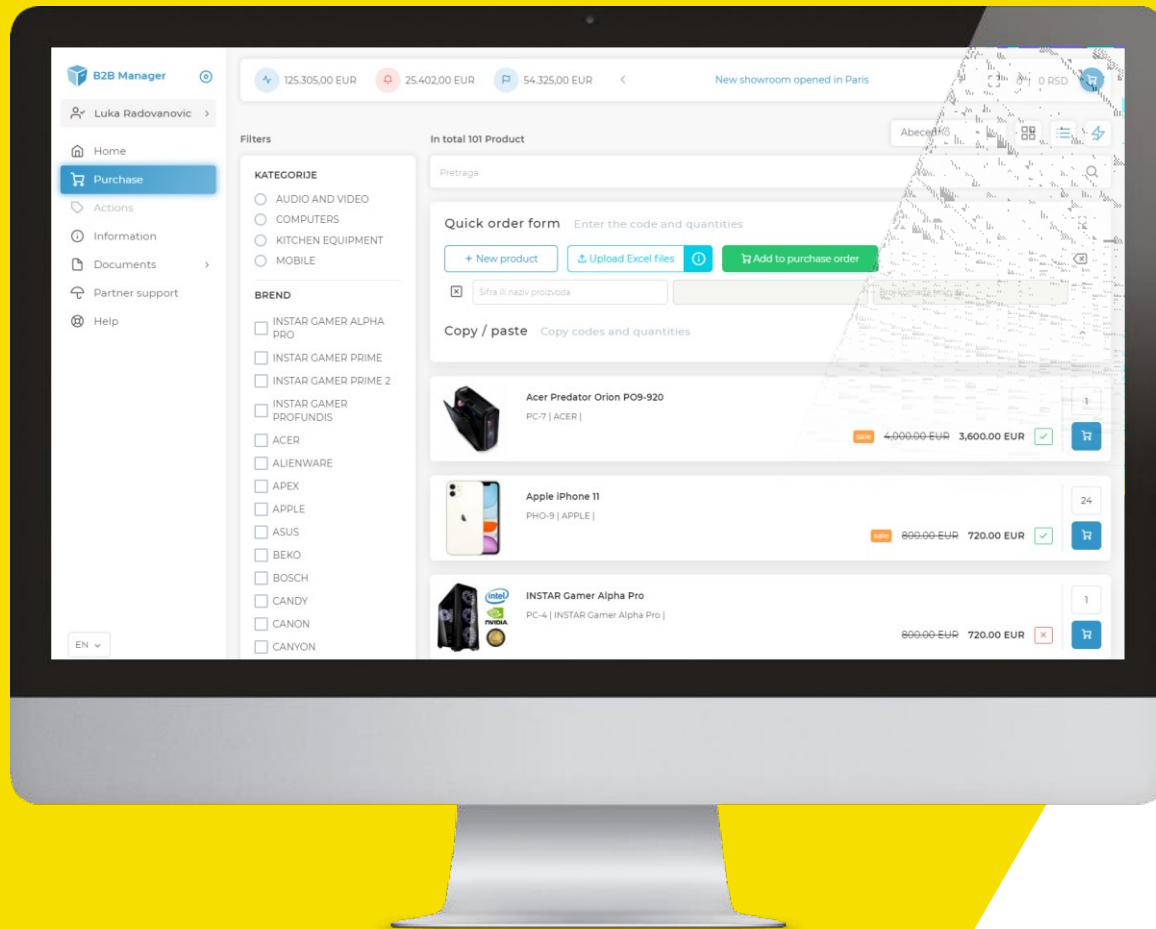 B2B Manager
125.305,00 EUR 25.402,00 EUR 54.325,00 EUR < New showroom opened in Paris 0 RSD
Luka Radovanovic >
Home
Purchase
Actions
Information
Documents >
Partner support
Help
EN
Filters
KATEGORIJE
AUDIO AND VIDEO
COMPUTERS
KITCHEN EQUIPMENT
MOBILE
BREND
INSTAR GAMER ALPHA
PRO
INSTAR GAMER PRIME
INSTAR GAMER PRIME 2
INSTAR GAMER
PROFUNDIS
ACER
ALIENWARE
APEX
APPLE
ASUS
BEKO
BOSCH
CANDY
CANON
CANYON
In total 101 Product
Pretraga
Quick order form Enter the code and quantities
+ New product Upload Excel files Add to purchase order
Šifra ili naziv proizvoda
Copy / paste Copy codes and quantities
Acer Predator Orion PO9-920
PC-7 | ACER |
1
sale 4,000.00 EUR 3,600.00 EUR
Apple iPhone 11
PHO-9 | APPLE |
24
sale 800.00 EUR 720.00 EUR
intel
NVIDIA
INSTAR Gamer Alpha Pro
PC-4 | INSTAR Gamer Alpha Pro |
1
800.00 EUR 720.00 EUR